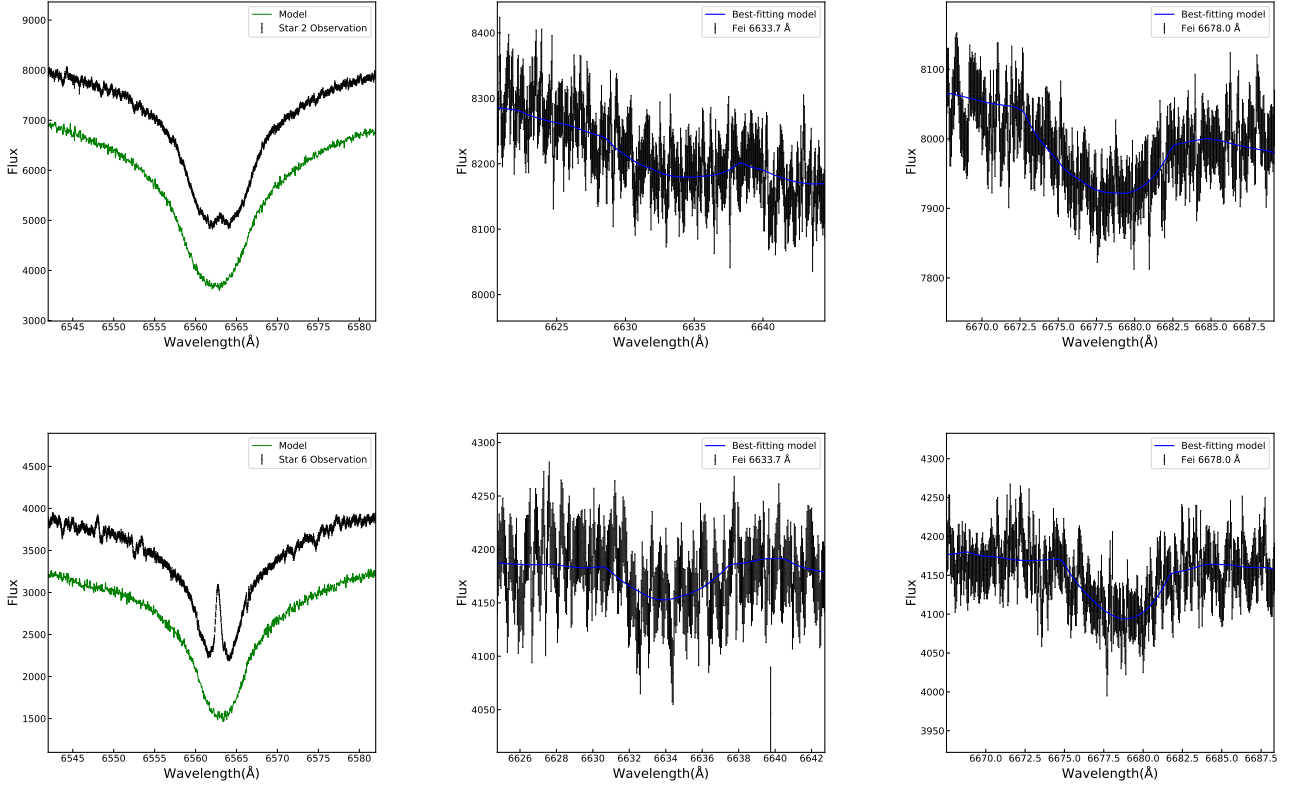 Model
Star 2 Observation
Flux
9000
8000
7000
6000
5000
4000
3000
6545 6550 6555 6560 6565 6570 6575 6580
Wavelength(Å)
Best-fitting model
Fei 6633.7 Å
Flux
8400
8300
8200
8100
8000
6625 6630 6635 6640
Wavelength(Å)
Best-fitting model
Fei 6678.0 Å
Flux
8100
8000
7900
7800
6670.0 6672.5 6675.0 6677.5 6680.0 6682.5 6685.0 6687.5
Wavelength(Å)
Model
Star 6 Observation
Flux
4500
4000
3500
3000
2500
2000
1500
6545 6550 6555 6560 6565 6570 6575 6580
Wavelength(Å)
Best-fitting model
Fei 6633.7 Å
Flux
4300
4250
4200
4150
4100
4050
6626 6628 6630 6632 6634 6636 6638 6640 6642
Wavelength(Å)
Best-fitting model
Fei 6678.0 Å
Flux
4300
4250
4200
4150
4100
4050
4000
3950
6670.0 6672.5 6675.0 6677.5 6680.0 6682.5 6685.0 6687.5
Wavelength(Å)